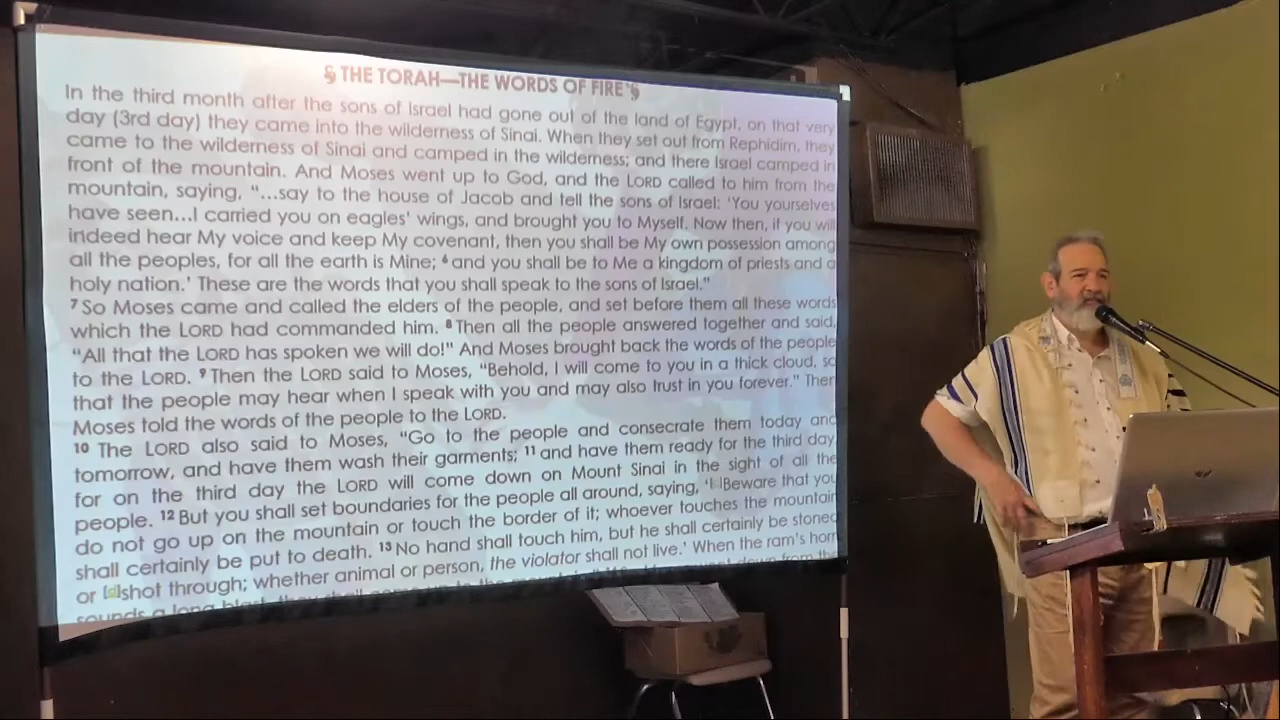 THE TORAH—THE WORDS OF FIRE
In the third month after the sons of Israel had gone out of the land of Egypt, on that very
day (3rd day) they came into the wilderness of Sinai. When they set out from Rephidim, they
came to the wilderness of Sinai and camped in the wilderness; and there Israel camped in
front of the mountain. And Moses went up to God, and the LORD called to him from the
mountain, saying, “...say to the house of Jacob and tell the sons of Israel: ‘You yourselves
have seen...I carried you on eagles’ wings, and brought you to Myself. Now then, if you will
indeed hear My voice and keep My covenant, then you shall be My own possession among
all the peoples, for all the earth is Mine; 6 and you shall be to Me a kingdom of priests and a
holy nation.’ These are the words that you shall speak to the sons of Israel.”
7 So Moses came and called the elders of the people, and set before them all these words
which the LORD had commanded him. 8 Then all the people answered together and said,
“All that the LORD has spoken we will do!” And Moses brought back the words of the people
to the LORD. 9 Then the LORD said to Moses, “Behold, I will come to you in a thick cloud, so
that the people may hear when I speak with you and may also trust in you forever.” Then
Moses told the words of the people to the LORD.
10 The LORD also said to Moses, “Go to the people and consecrate them today and
tomorrow, and have them wash their garments; 11 and have them ready for the third day,
for on the third day the LORD will come down on Mount Sinai in the sight of all the
people. 12 But you shall set boundaries for the people all around, saying, ‘[ ]Beware that you
do not go up on the mountain or touch the border of it; whoever touches the mountain
shall certainly be put to death. 13 No hand shall touch him, but he shall certainly be stoned
or [d]shot through; whether animal or person, the violator shall not live.’ When the ram’s horn
sounds a long blast, they shall